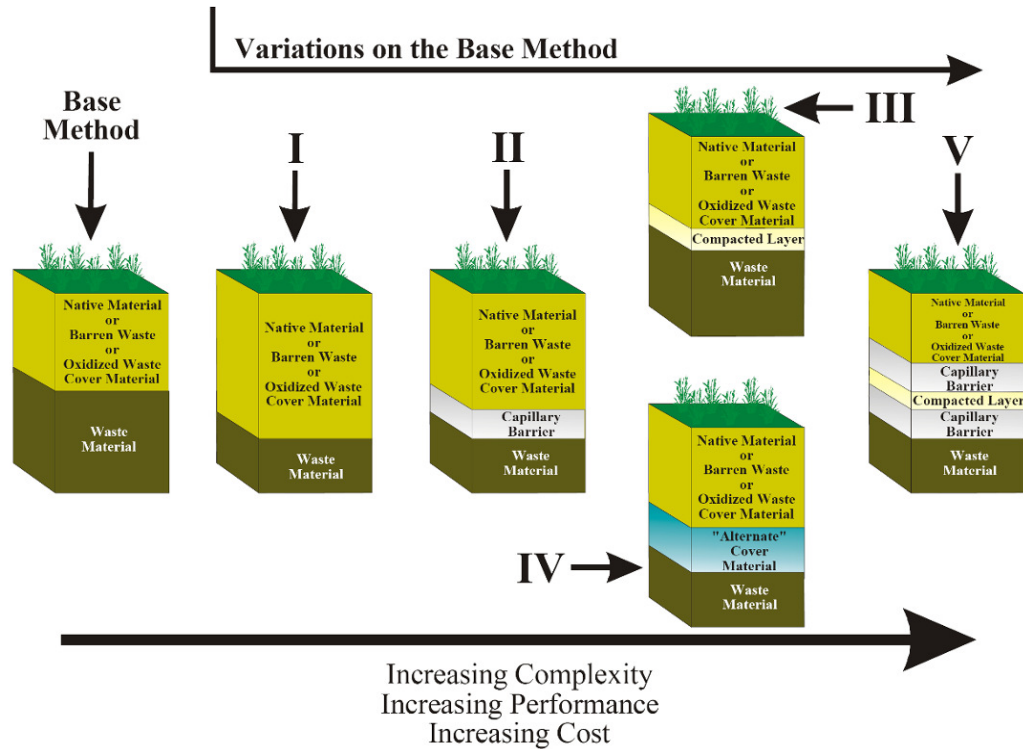 Variations on the Base Method
Base
Method
I
II
III
V
Native Material
or
Barren Waste
or
Oxidized Waste
Cover Material
Waste
Material
Native Material
or
Barren Waste
or
Oxidized Waste
Cover Material
Waste
Material
Native Material
or
Barren Waste
or
Oxidized Waste
Cover Material
Capillary
Barrier
Waste
Material
Native Material
or
Barren Waste
or
Oxidized Waste
Cover Material
Compacted Layer
Waste
Material
IV
Native Material
or
Barren Waste
or
Oxidized Waste
Cover Material
"Alternate"
Cover
Material
Waste
Material
Native Material
or
Barren Waste
or
Oxidized Waste
Cover Material
Capillary
Barrier
Compacted Layer
Capillary
Barrier
Waste
Material
Increasing Complexity
Increasing Performance
Increasing Cost